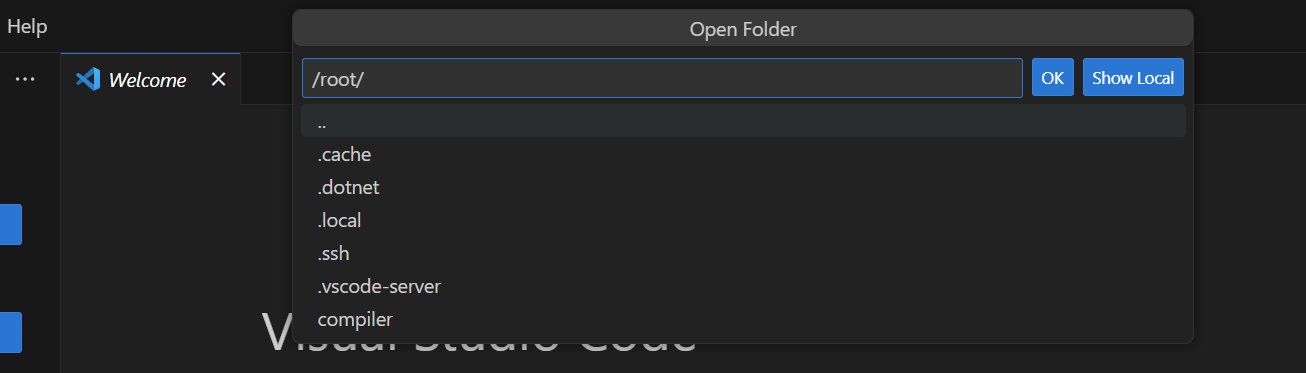 Help
Open Folder
··· Welcome
/root/ OK Show Local
..
.cache
.dotnet
.local
.ssh
.vscode-server
compiler
Visual Studio Code